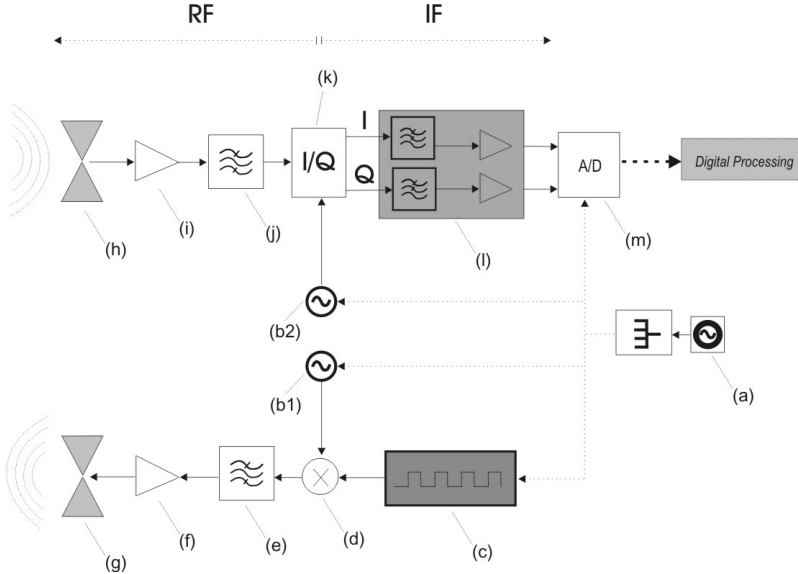 RF
IF
(k)
I
I/Q
Q
A/D
Digital Processing
(h)
(i)
(j)
(l)
(m)
(b2)
(b1)
(a)
(g)
(f)
(e)
(d)
(c)